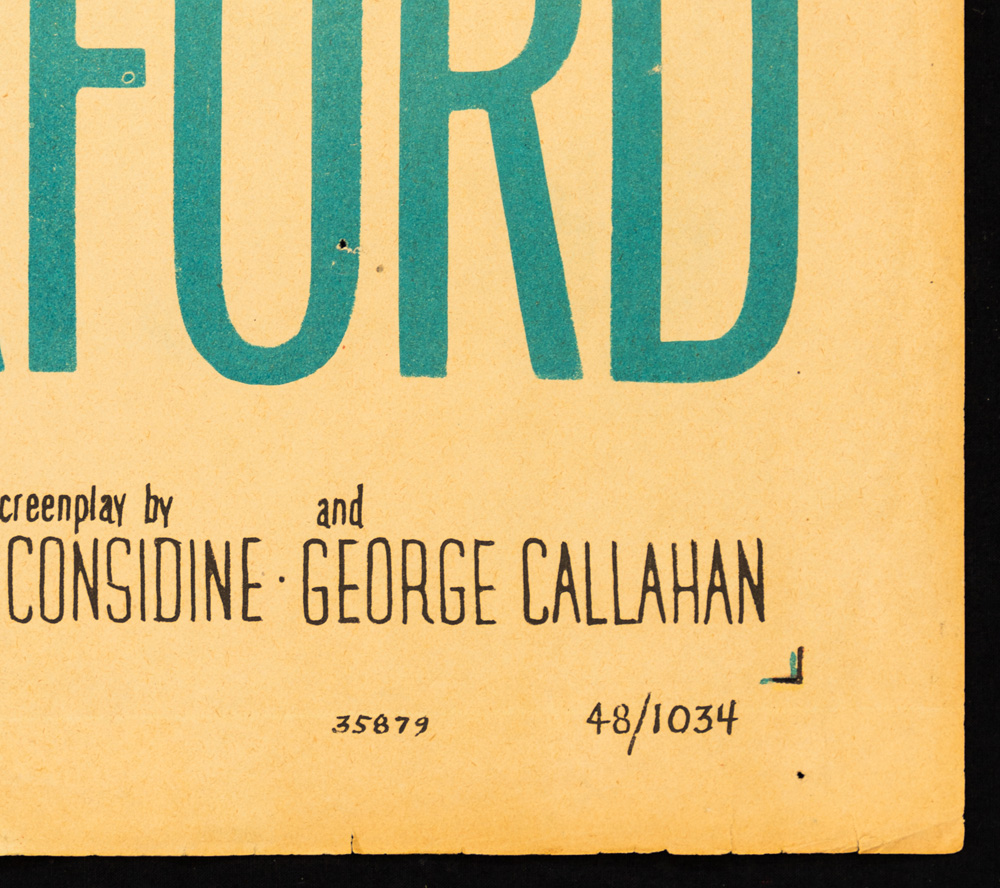 FORD
creenplay by and
CONSIDINE · GEORGE CALLAHAN
35879 48/1034